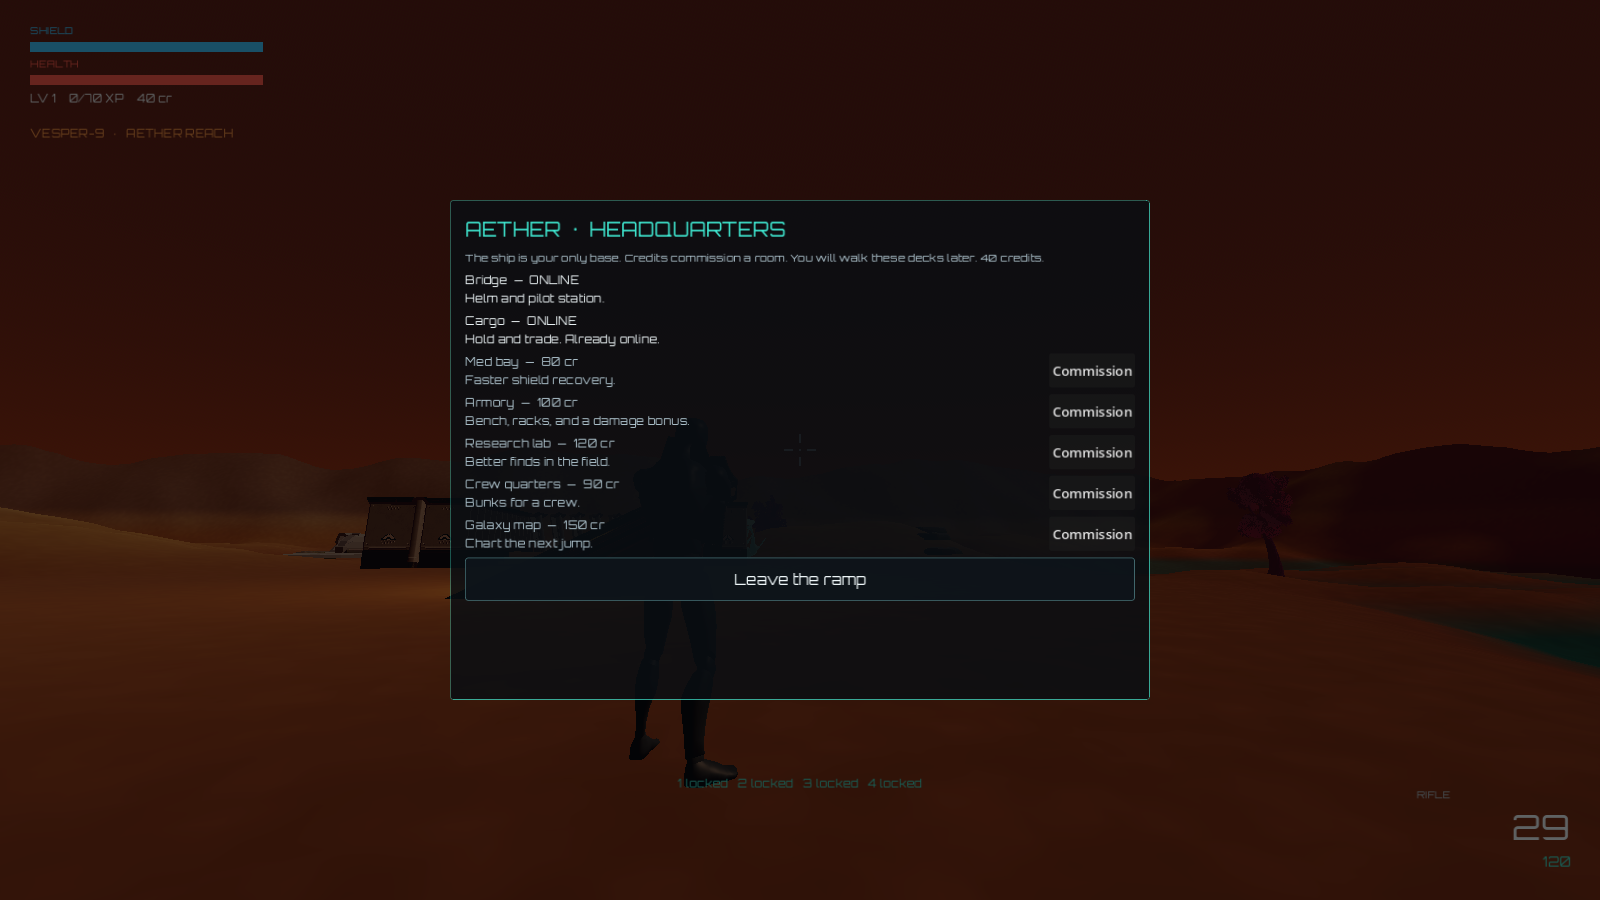 SHIELD
HEALTH
LV 1 0/70 XP 40 cr
VESPER-9 · AETHER REACH
AETHER · HEADQUARTERS
The ship is your only base. Credits commission a room. You will walk these decks later. 40 credits.
Bridge — ONLINE
Helm and pilot station.
Cargo — ONLINE
Hold and trade. Already online.
Med bay — 80 cr
Faster shield recovery.
Commission
Armory — 100 cr
Bench, racks, and a damage bonus.
Commission
Research lab — 120 cr
Better finds in the field.
Commission
Crew quarters — 90 cr
Bunks for a crew.
Commission
Galaxy map — 150 cr
Chart the next jump.
Commission
Leave the ramp
1 locked 2 locked 3 locked 4 locked
RIFLE
29
120